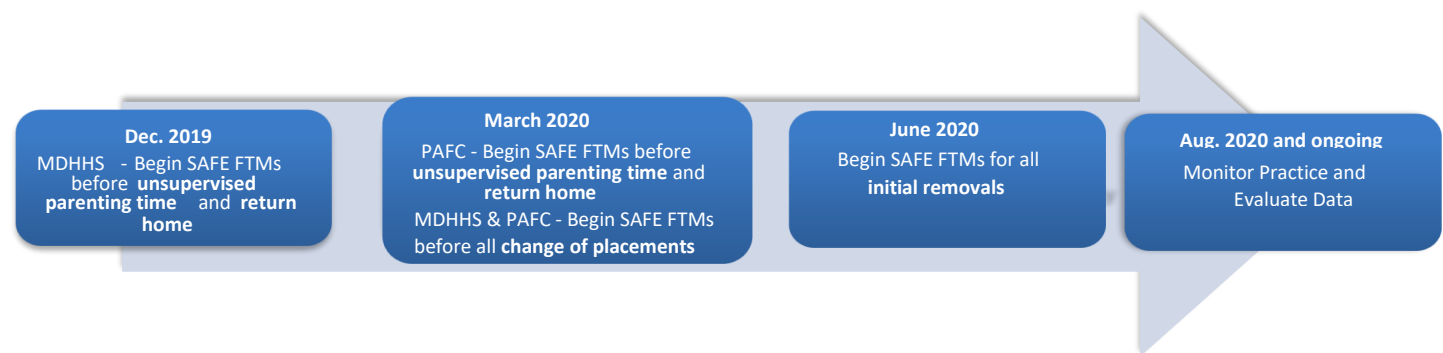 Dec. 2019
MDHHS - Begin SAFE FTMs
before unsupervised
parenting time and return
home
March 2020
PAFC - Begin SAFE FTMs before
unsupervised parenting time and
return home
MDHHS & PAFC - Begin SAFE FTMs
before all change of placements
June 2020
Begin SAFE FTMs for all
initial removals
Aug. 2020 and ongoing
Monitor Practice and
Evaluate Data